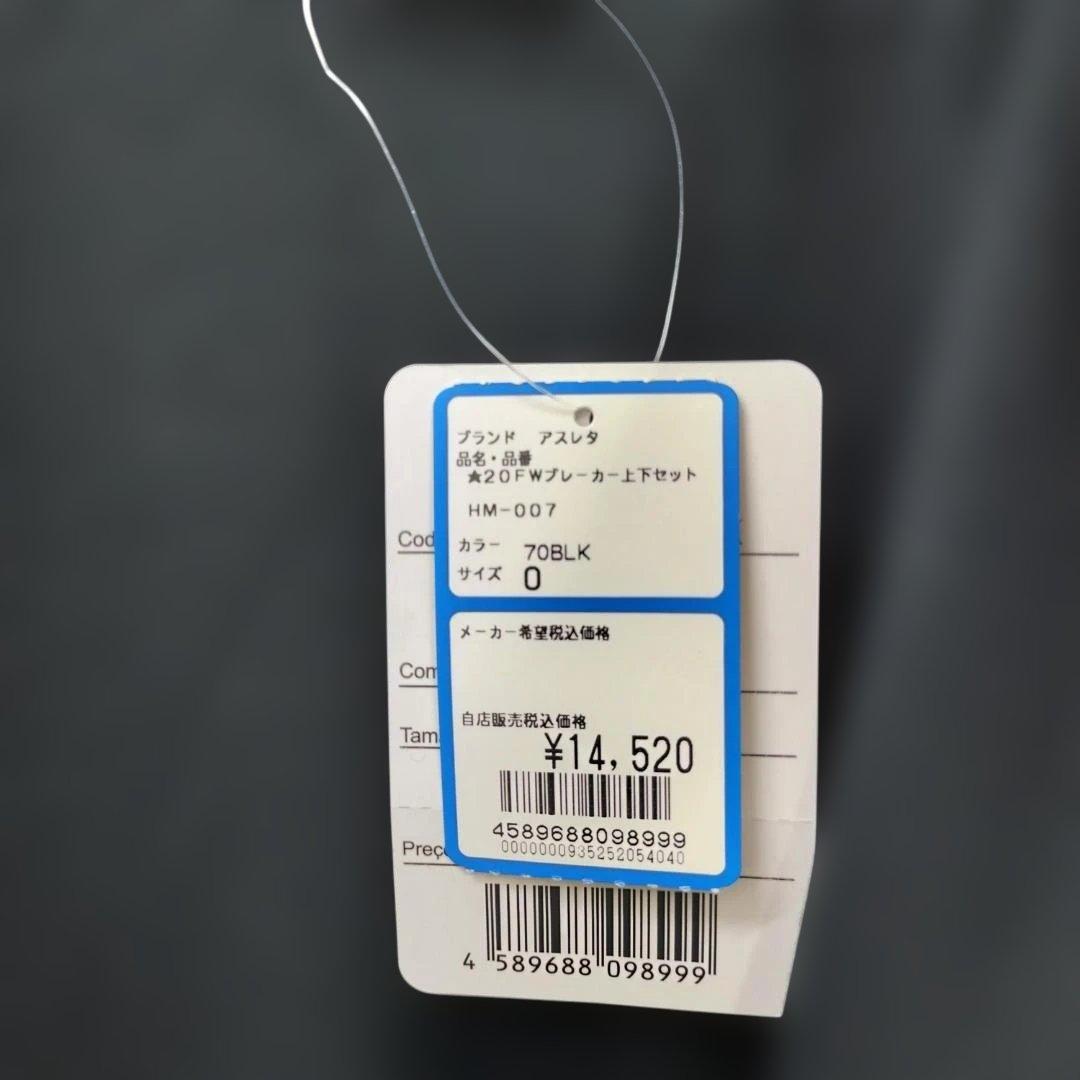 ブランド アスレタ
品名・品番
★20FWブレーカー上下セット
HM-007
カラー 70BLK
サイズ 0
メーカー希望税込価格
自店販売税込価格
¥14,520
4589688098999
0000000935252054040
Cod
Com
Tam
Preç
4 589688 098999